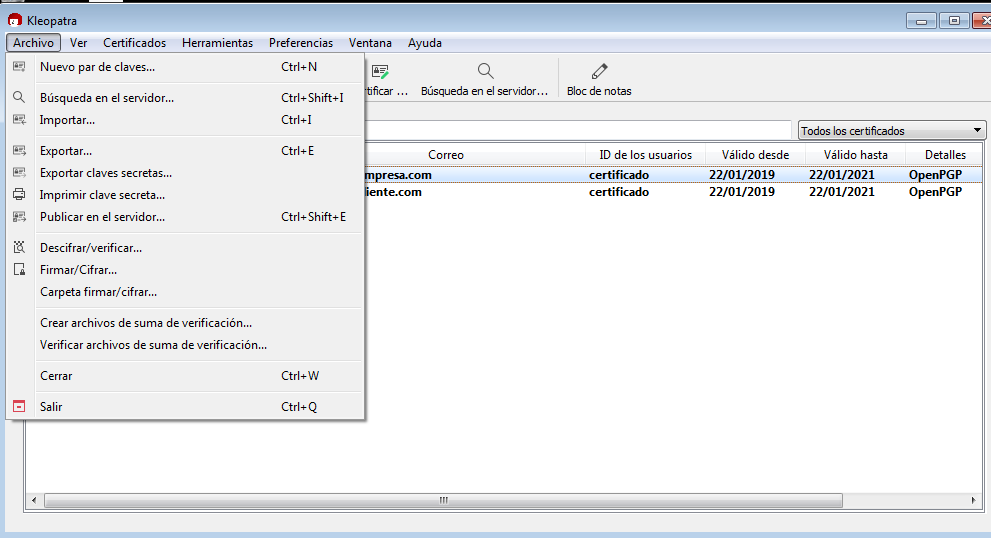 Kleopatra
Archivo Ver Certificados Herramientas Preferencias Ventana Ayuda
Nuevo par de claves... Ctrl+N
Búsqueda en el servidor... Ctrl+Shift+I
Importar... Ctrl+I
Exportar... Ctrl+E
Exportar claves secretas...
Imprimir clave secreta...
Publicar en el servidor... Ctrl+Shift+E
Descifrar/verificar...
Firmar/Cifrar...
Carpeta firmar/cifrar...
Crear archivos de suma de verificación...
Verificar archivos de suma de verificación...
Cerrar Ctrl+W
Salir Ctrl+Q
tificar ... Búsqueda en el servidor... Bloc de notas
Todos los certificados
Correo ID de los usuarios Válido desde Válido hasta Detalles
mpresa.com certificado 22/01/2019 22/01/2021 OpenPGP
iente.com certificado 22/01/2019 22/01/2021 OpenPGP